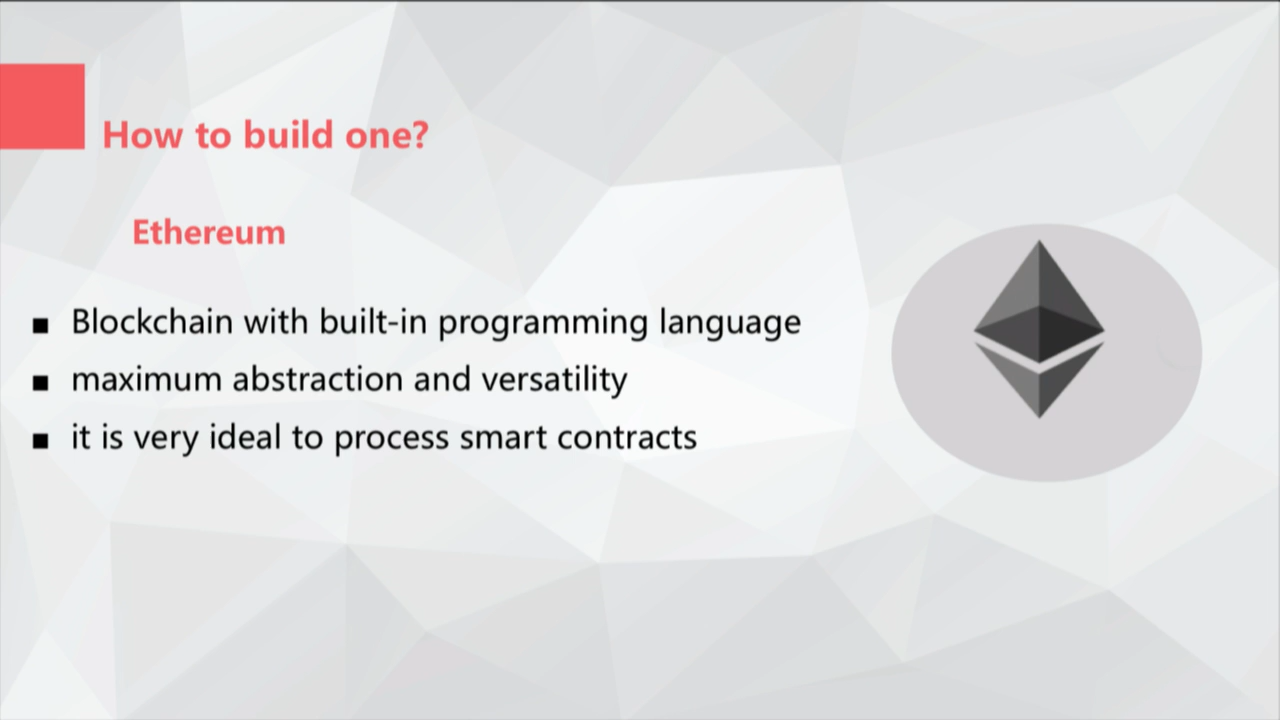 How to build one?
Ethereum
▪ Blockchain with built-in programming language
▪ maximum abstraction and versatility
▪ it is very ideal to process smart contracts